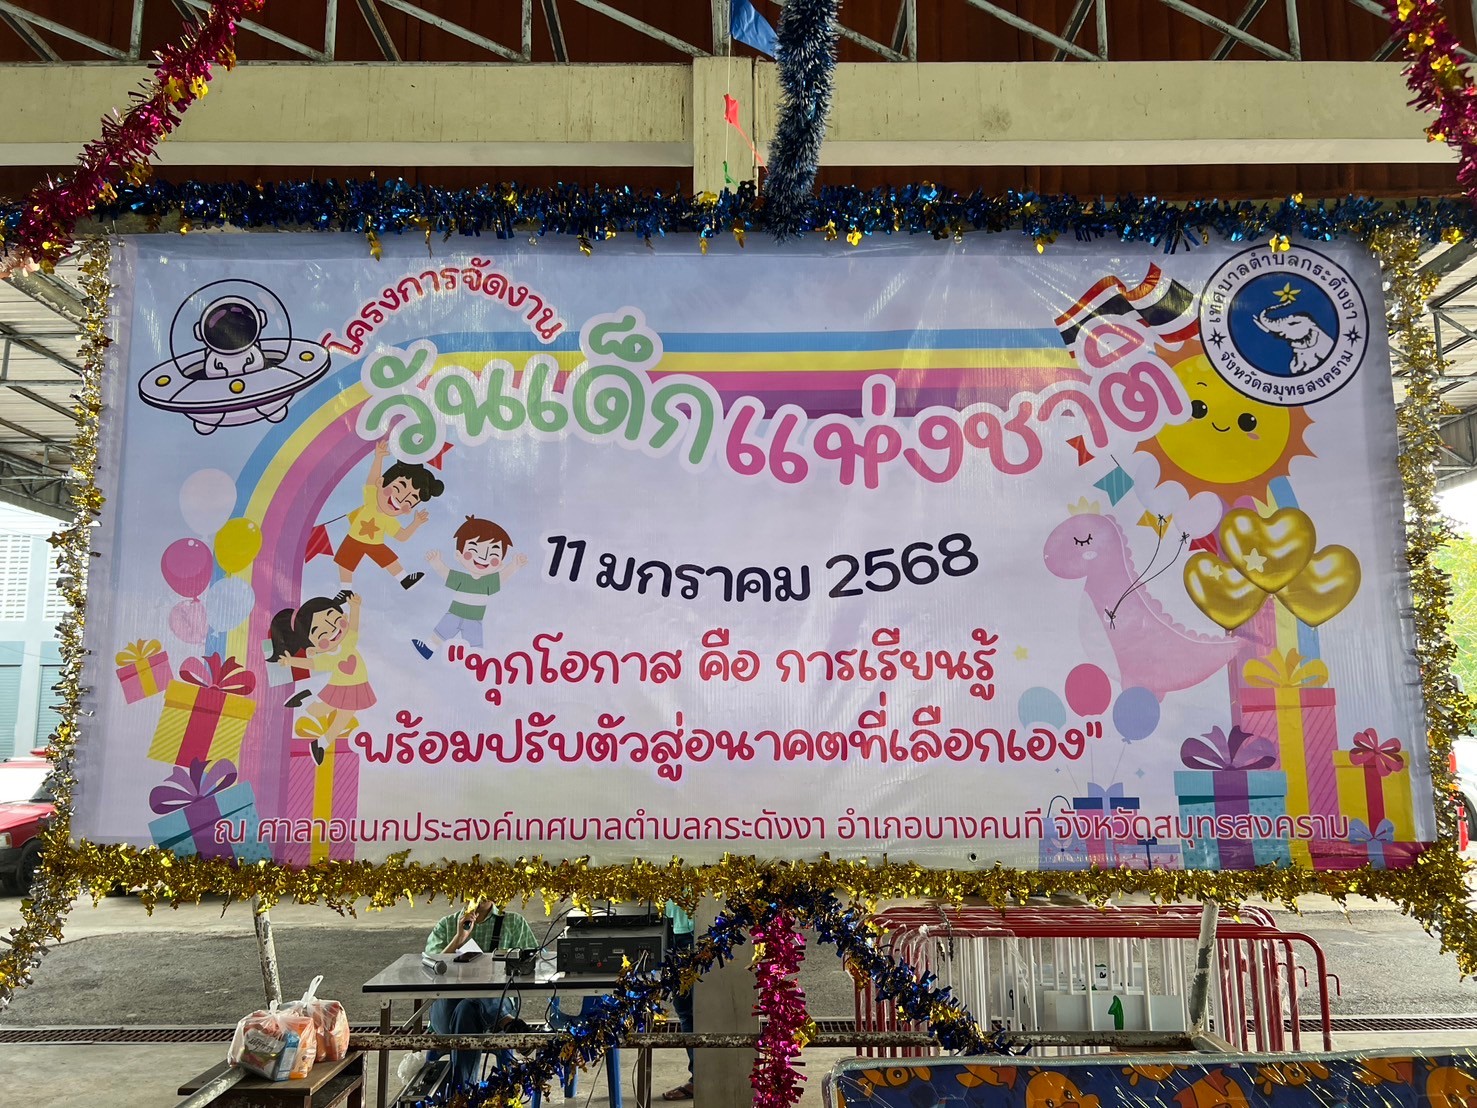 โครงการจัดงาน
วันเด็กแห่งชาติ
เทศบาลตำบลกระดังงา
จังหวัดสมุทรสงคราม
11 มกราคม 2568
"ทุกโอกาส คือ การเรียนรู้
พร้อมปรับตัวสู่อนาคตที่เลือกเอง"
ณ ศาลาอเนกประสงค์เทศบาลตำบลกระดังงา อำเภอบางคนที จังหวัดสมุทรสงคราม